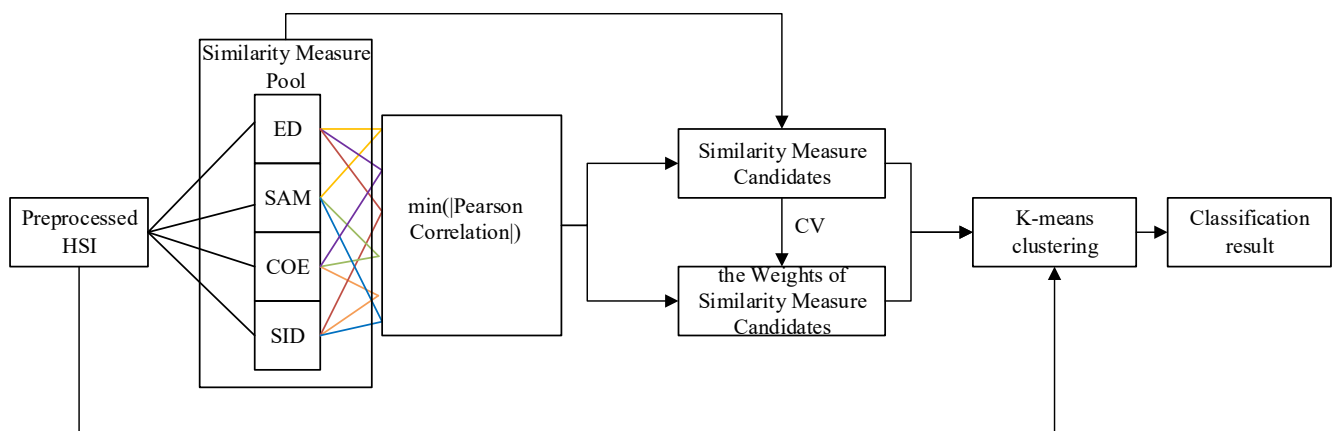 Similarity Measure
Pool
ED
SAM
COE
SID
Preprocessed
HSI
min(|Pearson
Correlation|)
Similarity Measure
Candidates
CV
the Weights of
Similarity Measure
Candidates
K-means
clustering
Classification
result